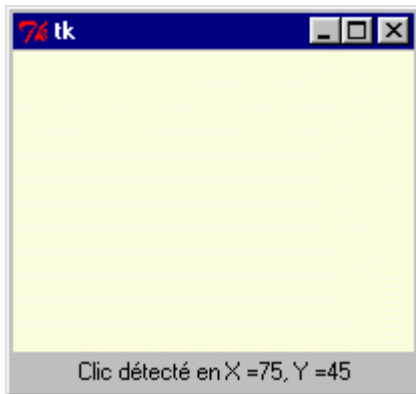 tk
Clic détecté en X =75, Y =45